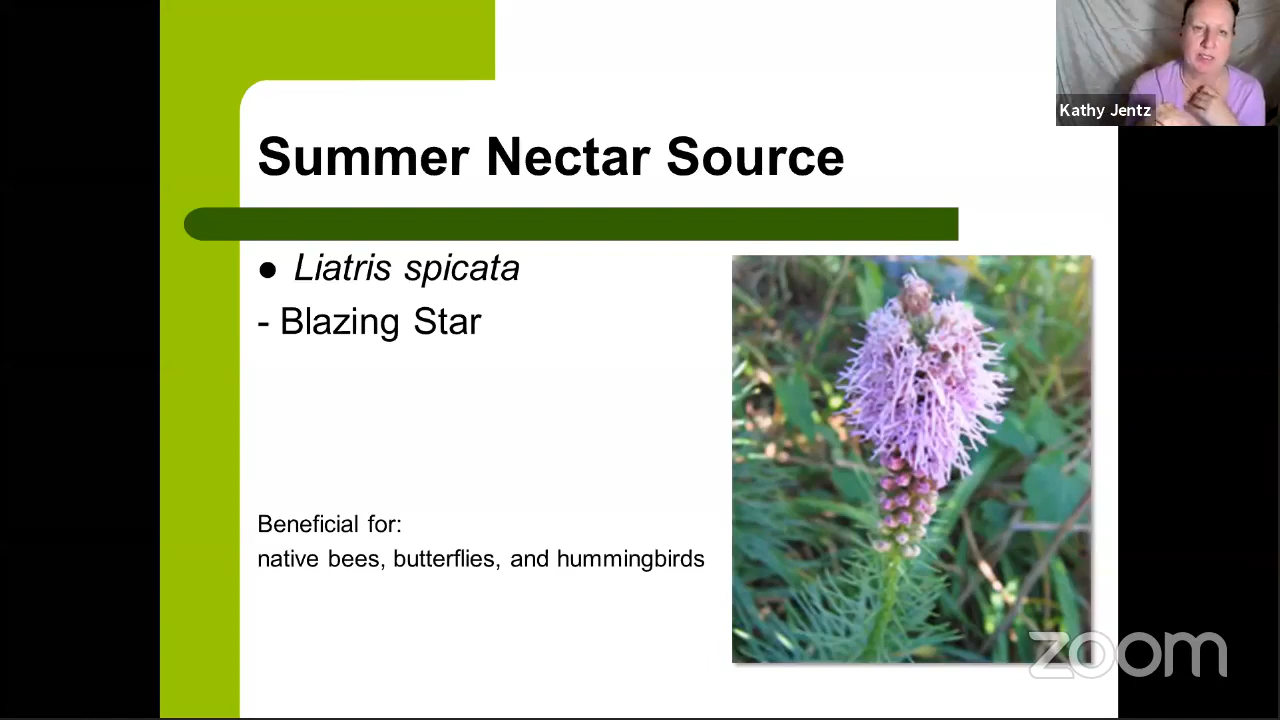 Kathy Jentz
Summer Nectar Source
● Liatris spicata
- Blazing Star
Beneficial for:
native bees, butterflies, and hummingbirds
zoom